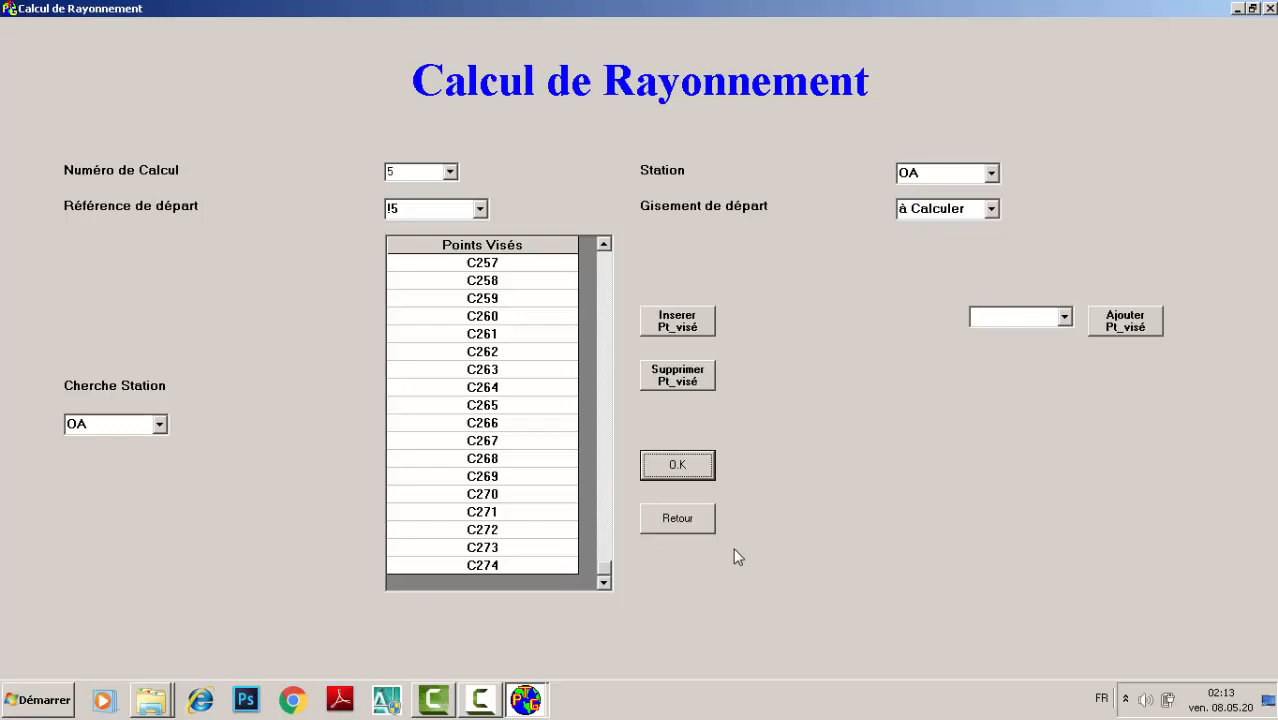 Calcul de Rayonnement
Calcul de Rayonnement
Numéro de Calcul
5
Station
OA
Référence de départ
!5
Gisement de départ
à Calculer
Points Visés
C257
C258
C259
C260
C261
C262
C263
C264
C265
C266
C267
C268
C269
C270
C271
C272
C273
C274
Inserer
Pt_visé
Ajouter
Pt_visé
Supprimer
Pt_visé
Cherche Station
OA
O.K
Retour
Démarrer
Ps
FR
02:13
ven. 08.05.20